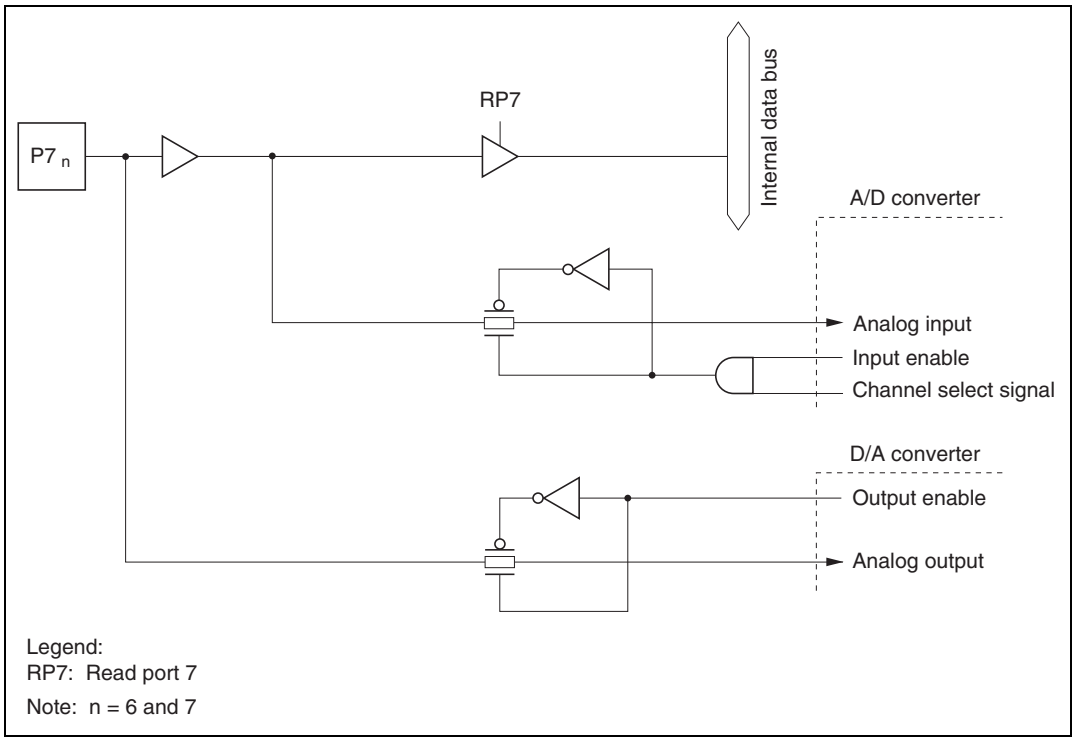 RP7
P7 n
Internal data bus
A/D converter
Analog input
Input enable
Channel select signal
D/A converter
Output enable
Analog output
Legend:
RP7: Read port 7
Note: n = 6 and 7